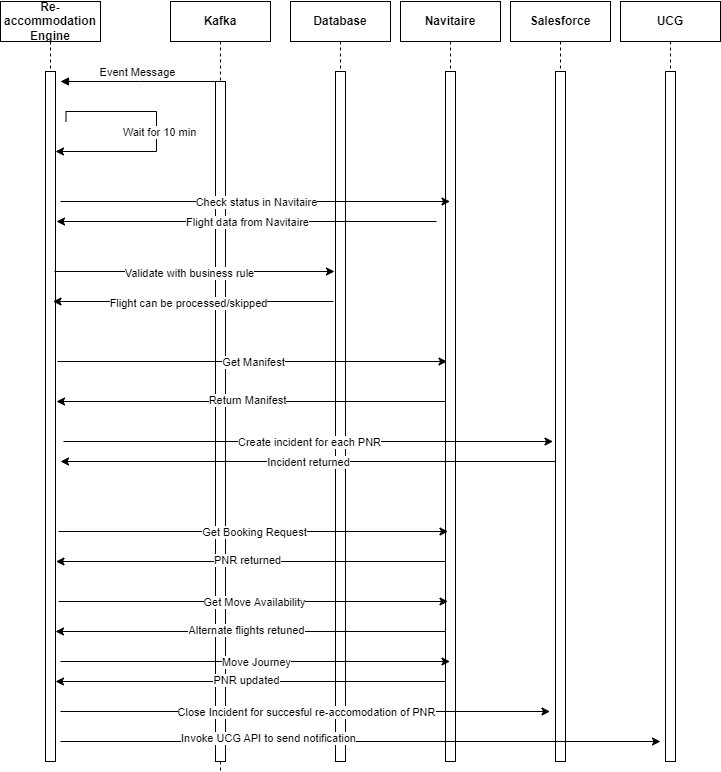 Re-
accommodation
Engine
Kafka
Database
Navitaire
Salesforce
UCG
Event Message
Wait for 10 min
Check status in Navitaire
Flight data from Navitaire
Validate with business rule
Flight can be processed/skipped
Get Manifest
Return Manifest
Create incident for each PNR
Incident returned
Get Booking Request
PNR returned
Get Move Availability
Alternate flights retuned
Move Journey
PNR updated
Close Incident for succesful re-accomodation of PNR
Invoke UCG API to send notification